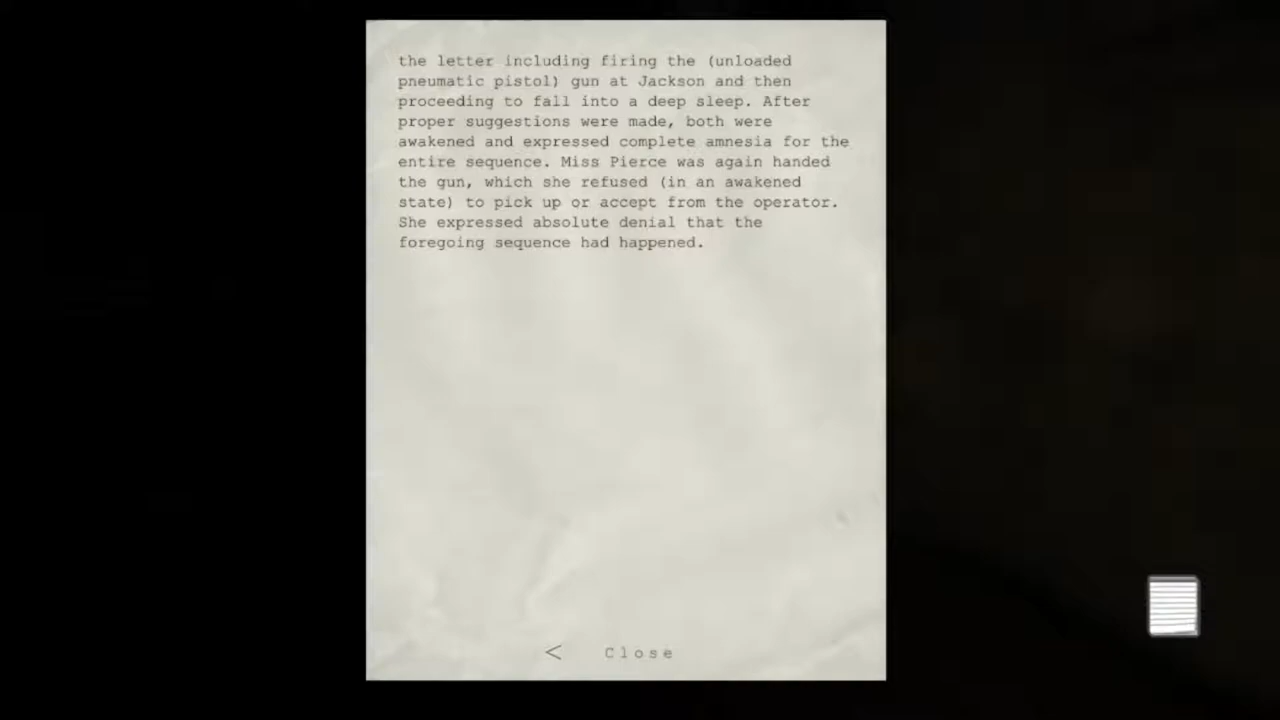 the letter including firing the (unloaded
pneumatic pistol) gun at Jackson and then
proceeding to fall into a deep sleep. After
proper suggestions were made, both were
awakened and expressed complete amnesia for the
entire sequence. Miss Pierce was again handed
the gun, which she refused (in an awakened
state) to pick up or accept from the operator.
She expressed absolute denial that the
foregoing sequence had happened.
< Close